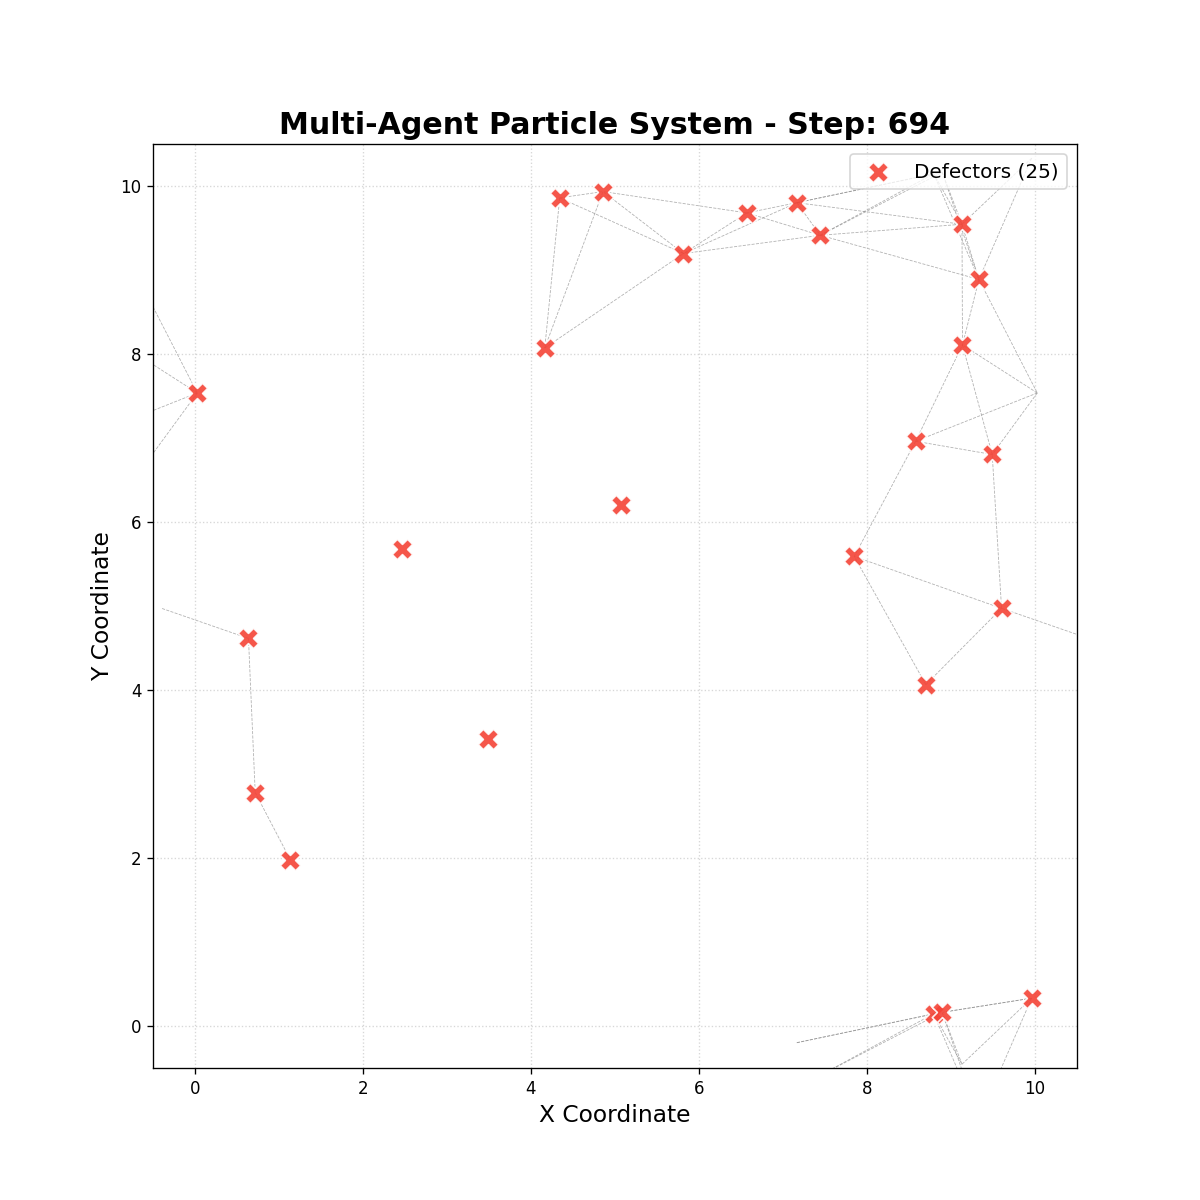 Multi-Agent Particle System - Step: 694
Defectors (25)
10
8
6
4
2
0
Y Coordinate
0 2 4 6 8 10
X Coordinate